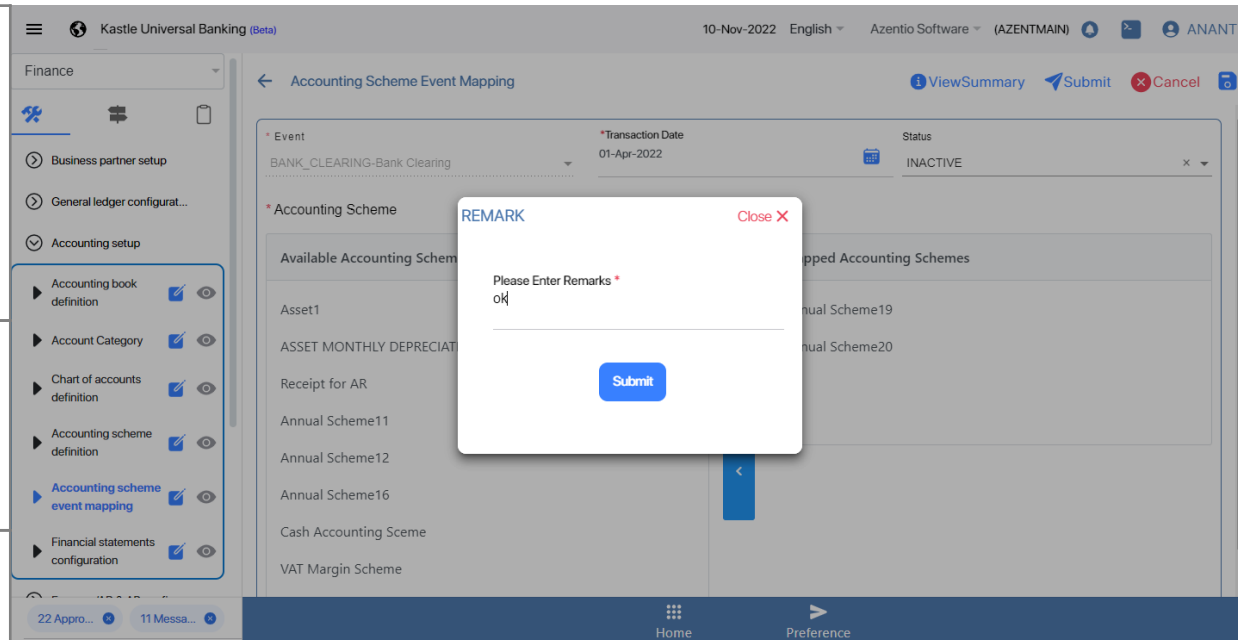 Kastle Universal Banking (Beta)
10-Nov-2022 English Azentio Software (AZENTMAIN) ANANT
Finance
Accounting Scheme Event Mapping
ViewSummary Submit Cancel
* Event
BANK_CLEARING-Bank Clearing
*Transaction Date
01-Apr-2022
Status
INACTIVE
Business partner setup
General ledger configurat...
Accounting setup
Accounting book
definition
Account Category
Chart of accounts
definition
Accounting scheme
definition
Accounting scheme
event mapping
Financial statements
configuration
22 Appro... 11 Messa...
* Accounting Scheme
Available Accounting Schem
Asset1
ASSET MONTHLY DEPRECIAT
Receipt for AR
Annual Scheme11
Annual Scheme12
Annual Scheme16
Cash Accounting Sceme
VAT Margin Scheme
REMARK
Close
Please Enter Remarks *
ok
Submit
pped Accounting Schemes
nual Scheme19
nual Scheme20
Home
Preference